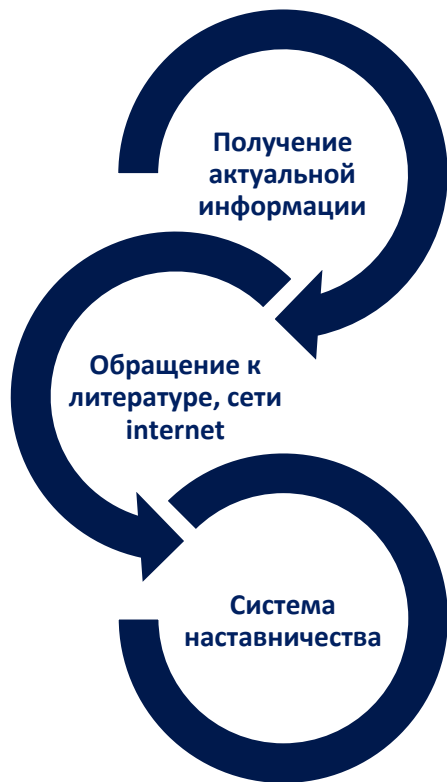 Получение
актуальной
информации
Обращение к
литературе, сети
internet
Система
наставничества